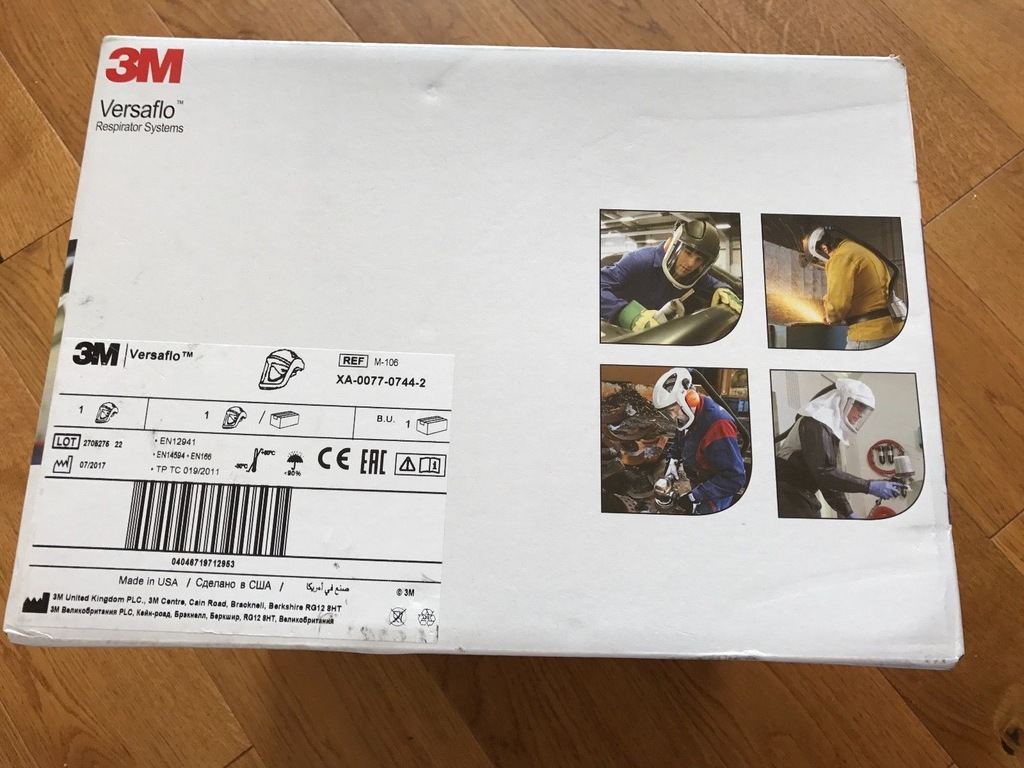 3M
Versaflo™
Respirator Systems
3M Versaflo™
REF M-106
XA-0077-0744-2
1 1 / B.U. 1
LOT 2706276 22
07/2017
• EN12941
• EN14594 • EN166
• TP TC 019/2011
<90%
CE EAC
04046719712953
Made in USA / Сделано в США / صنع في أمريكا
© 3M
3M United Kingdom PLC., 3M Centre, Cain Road, Bracknell, Berkshire RG12 8HT
3M Великобритания PLC, Кейн-роад, Бракнелл, Беркшир, RG12 8HT, Великобритания